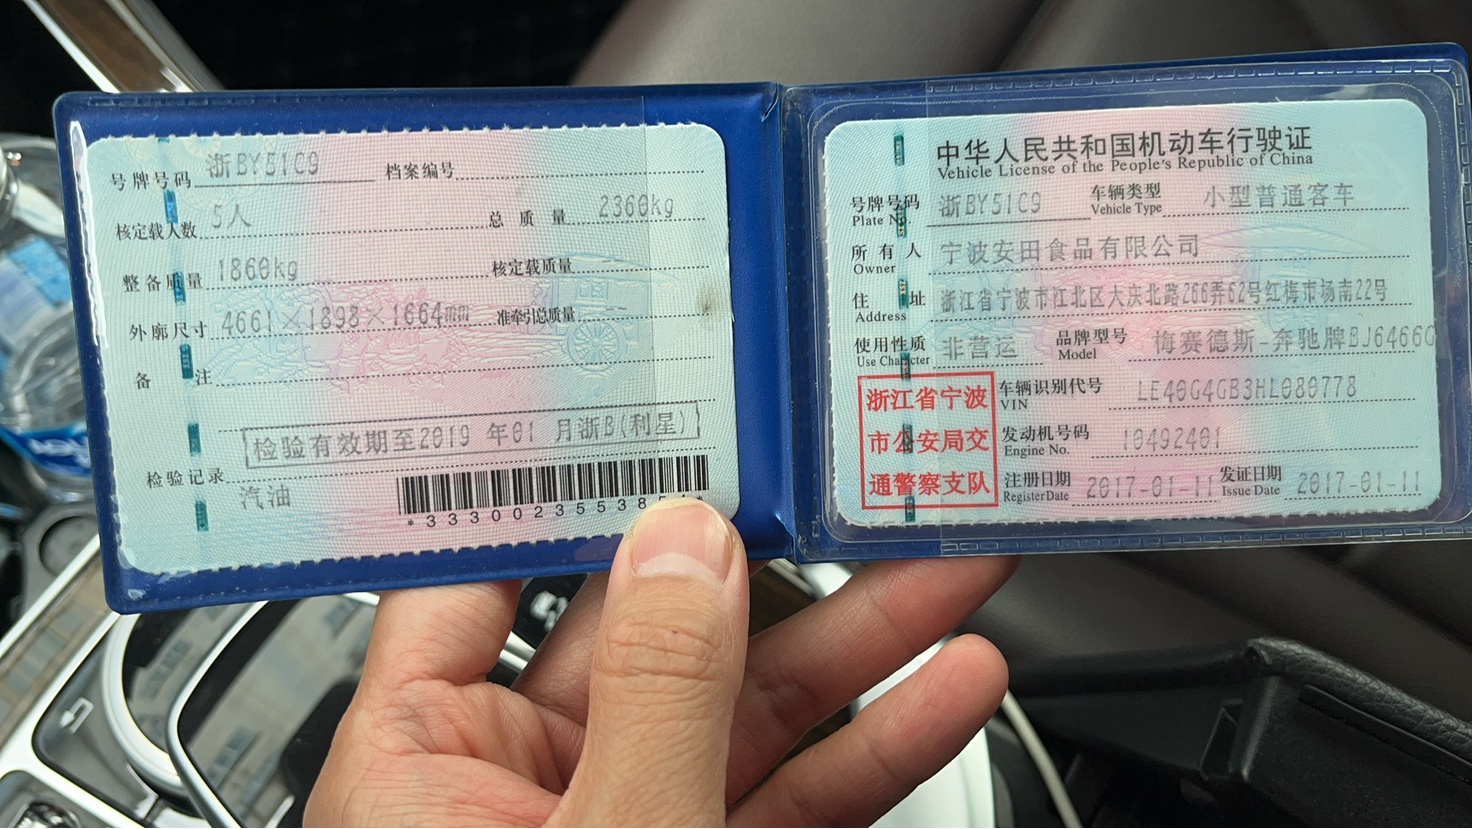 号牌号码 浙BY51C9 档案编号
核定载人数 5人 总质量 2360kg
整备质量 1860kg 核定载质量
外廓尺寸 4661×1898×1664mm 准牵引总质量
备注
检验有效期至2019 年01 月浙B(利星)
检验记录
汽油
*33300235538
中华人民共和国机动车行驶证
Vehicle License of the People's Republic of China
号牌号码 浙BY51C9 车辆类型 小型普通客车
Plate No. Vehicle Type
所有人 宁波安田食品有限公司
Owner
住址 浙江省宁波市江北区大庆北路266弄62号红梅市场南22号
Address
使用性质 非营运 品牌型号 梅赛德斯-奔驰牌BJ6466G
Use Character Model
浙江省宁波
市公安局交
通警察支队
车辆识别代号 LE40G4GB3HL080778
VIN
发动机号码 10492401
Engine No.
注册日期 2017-01-11 发证日期 2017-01-11
Register Date Issue Date